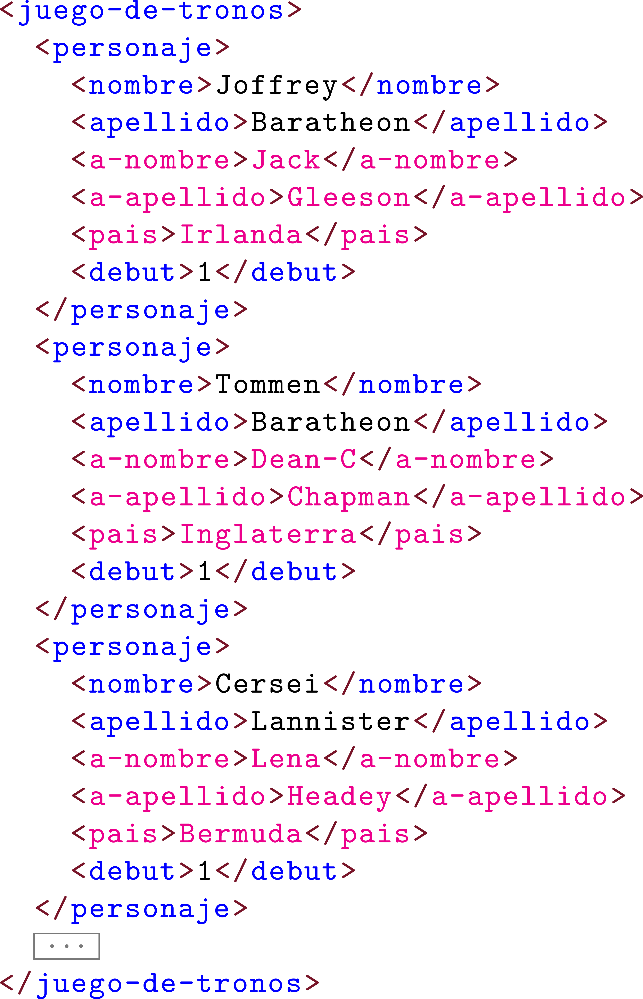 <juego-de-tronos>
<personaje>
<nombre>Joffrey</nombre>
<apellido>Baratheon</apellido>
<a-nombre>Jack</a-nombre>
<a-apellido>Gleeson</a-apellido>
<pais>Irlanda</pais>
<debut>1</debut>
</personaje>
<personaje>
<nombre>Tommen</nombre>
<apellido>Baratheon</apellido>
<a-nombre>Dean-C</a-nombre>
<a-apellido>Chapman</a-apellido>
<pais>Inglaterra</pais>
<debut>1</debut>
</personaje>
<personaje>
<nombre>Cersei</nombre>
<apellido>Lannister</apellido>
<a-nombre>Lena</a-nombre>
<a-apellido>Headey</a-apellido>
<pais>Bermuda</pais>
<debut>1</debut>
</personaje>
...
</juego-de-tronos>